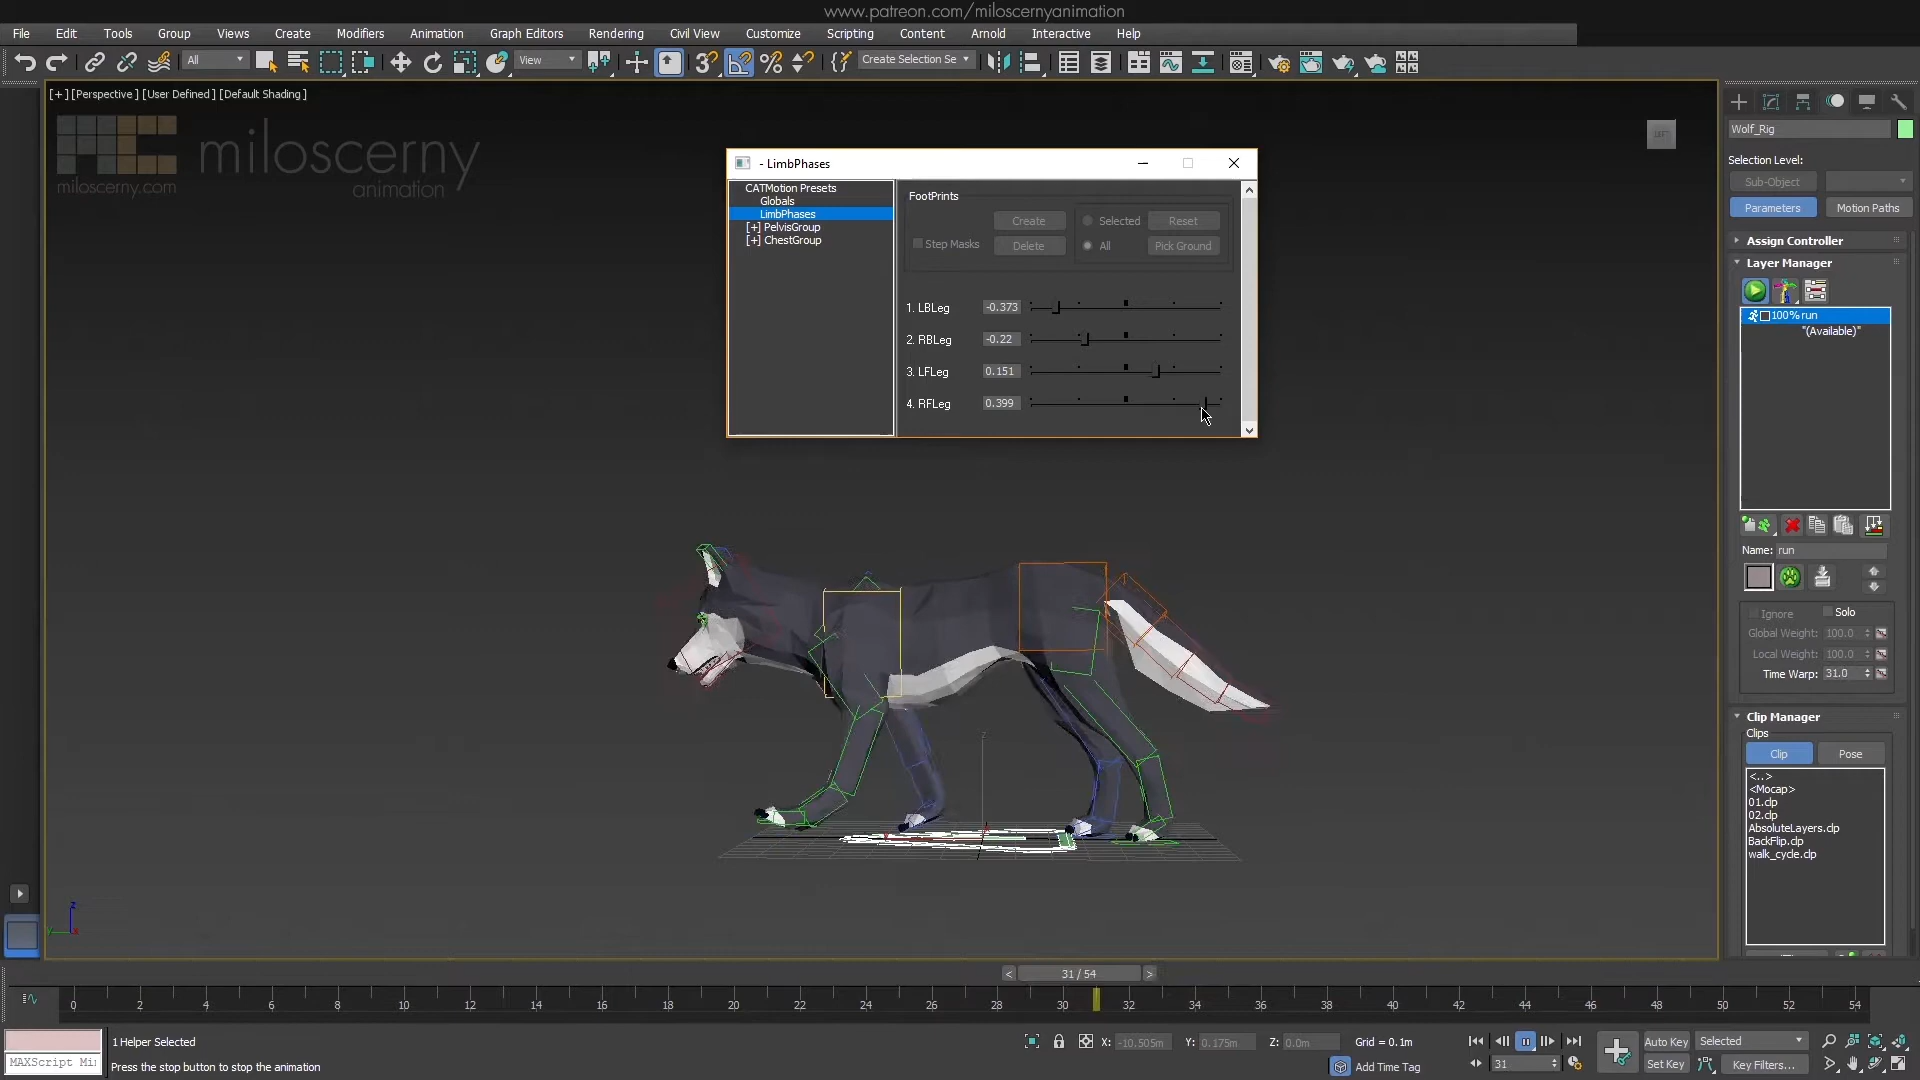 www.patreon.com/miloscernyanimation
File Edit Tools Group Views Create Modifiers Animation Graph Editors Rendering Civil View Customize Scripting Content Arnold Interactive Help
All View Create Selection Se
[+] [Perspective ] [User Defined ] [Default Shading ]
miloscerny
animation
miloscerny.com
LEFT
- LimbPhases
CATMotion Presets
Globals
LimbPhases
[+] PelvisGroup
[+] ChestGroup
FootPrints
Create Selected Reset
Step Masks Delete All Pick Ground
1. LBLeg -0.373
2. RBLeg -0.22
3. LFLeg 0.151
4. RFLeg 0.399
Wolf_Rig
Selection Level:
Sub-Object
Parameters Motion Paths
Assign Controller
Layer Manager
100% run
"(Available)"
Name: run
Ignore Solo
Global Weight: 100.0
Local Weight: 100.0
Time Warp: 31.0
Clip Manager
Clips
Clip Pose
<..>
<Mocap>
01.clp
02.clp
AbsoluteLayers.clp
BackFlip.clp
walk_cycle.clp
z
z
y x
< 31 / 54 >
0 2 4 6 8 10 12 14 16 18 20 22 24 26 28 30 32 34 36 38 40 42 44 46 48 50 52 54
1 Helper Selected
X: -10.505m Y: 0.175m Z: 0.0m Grid = 0.1m
Auto Key Selected
MAXScript Mi
Press the stop button to stop the animation
Add Time Tag
31
Set Key Key Filters...